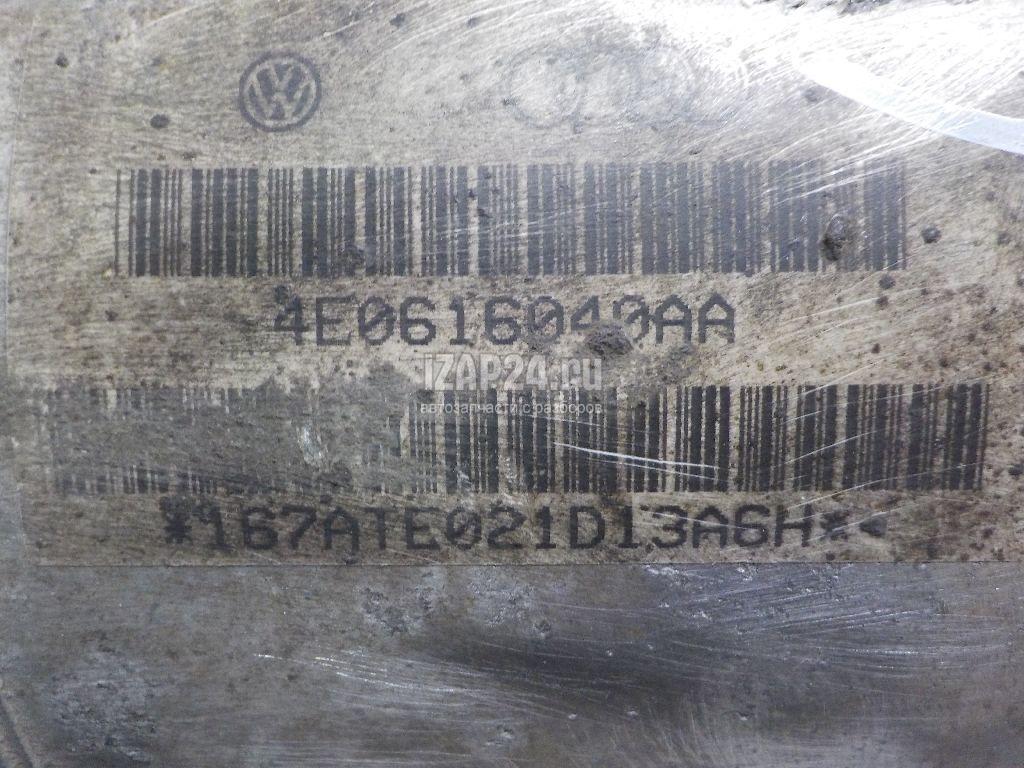 4E0616040AA
iZAP24.ru
автозапчасти с разборов
*167ATE021D13A6H*